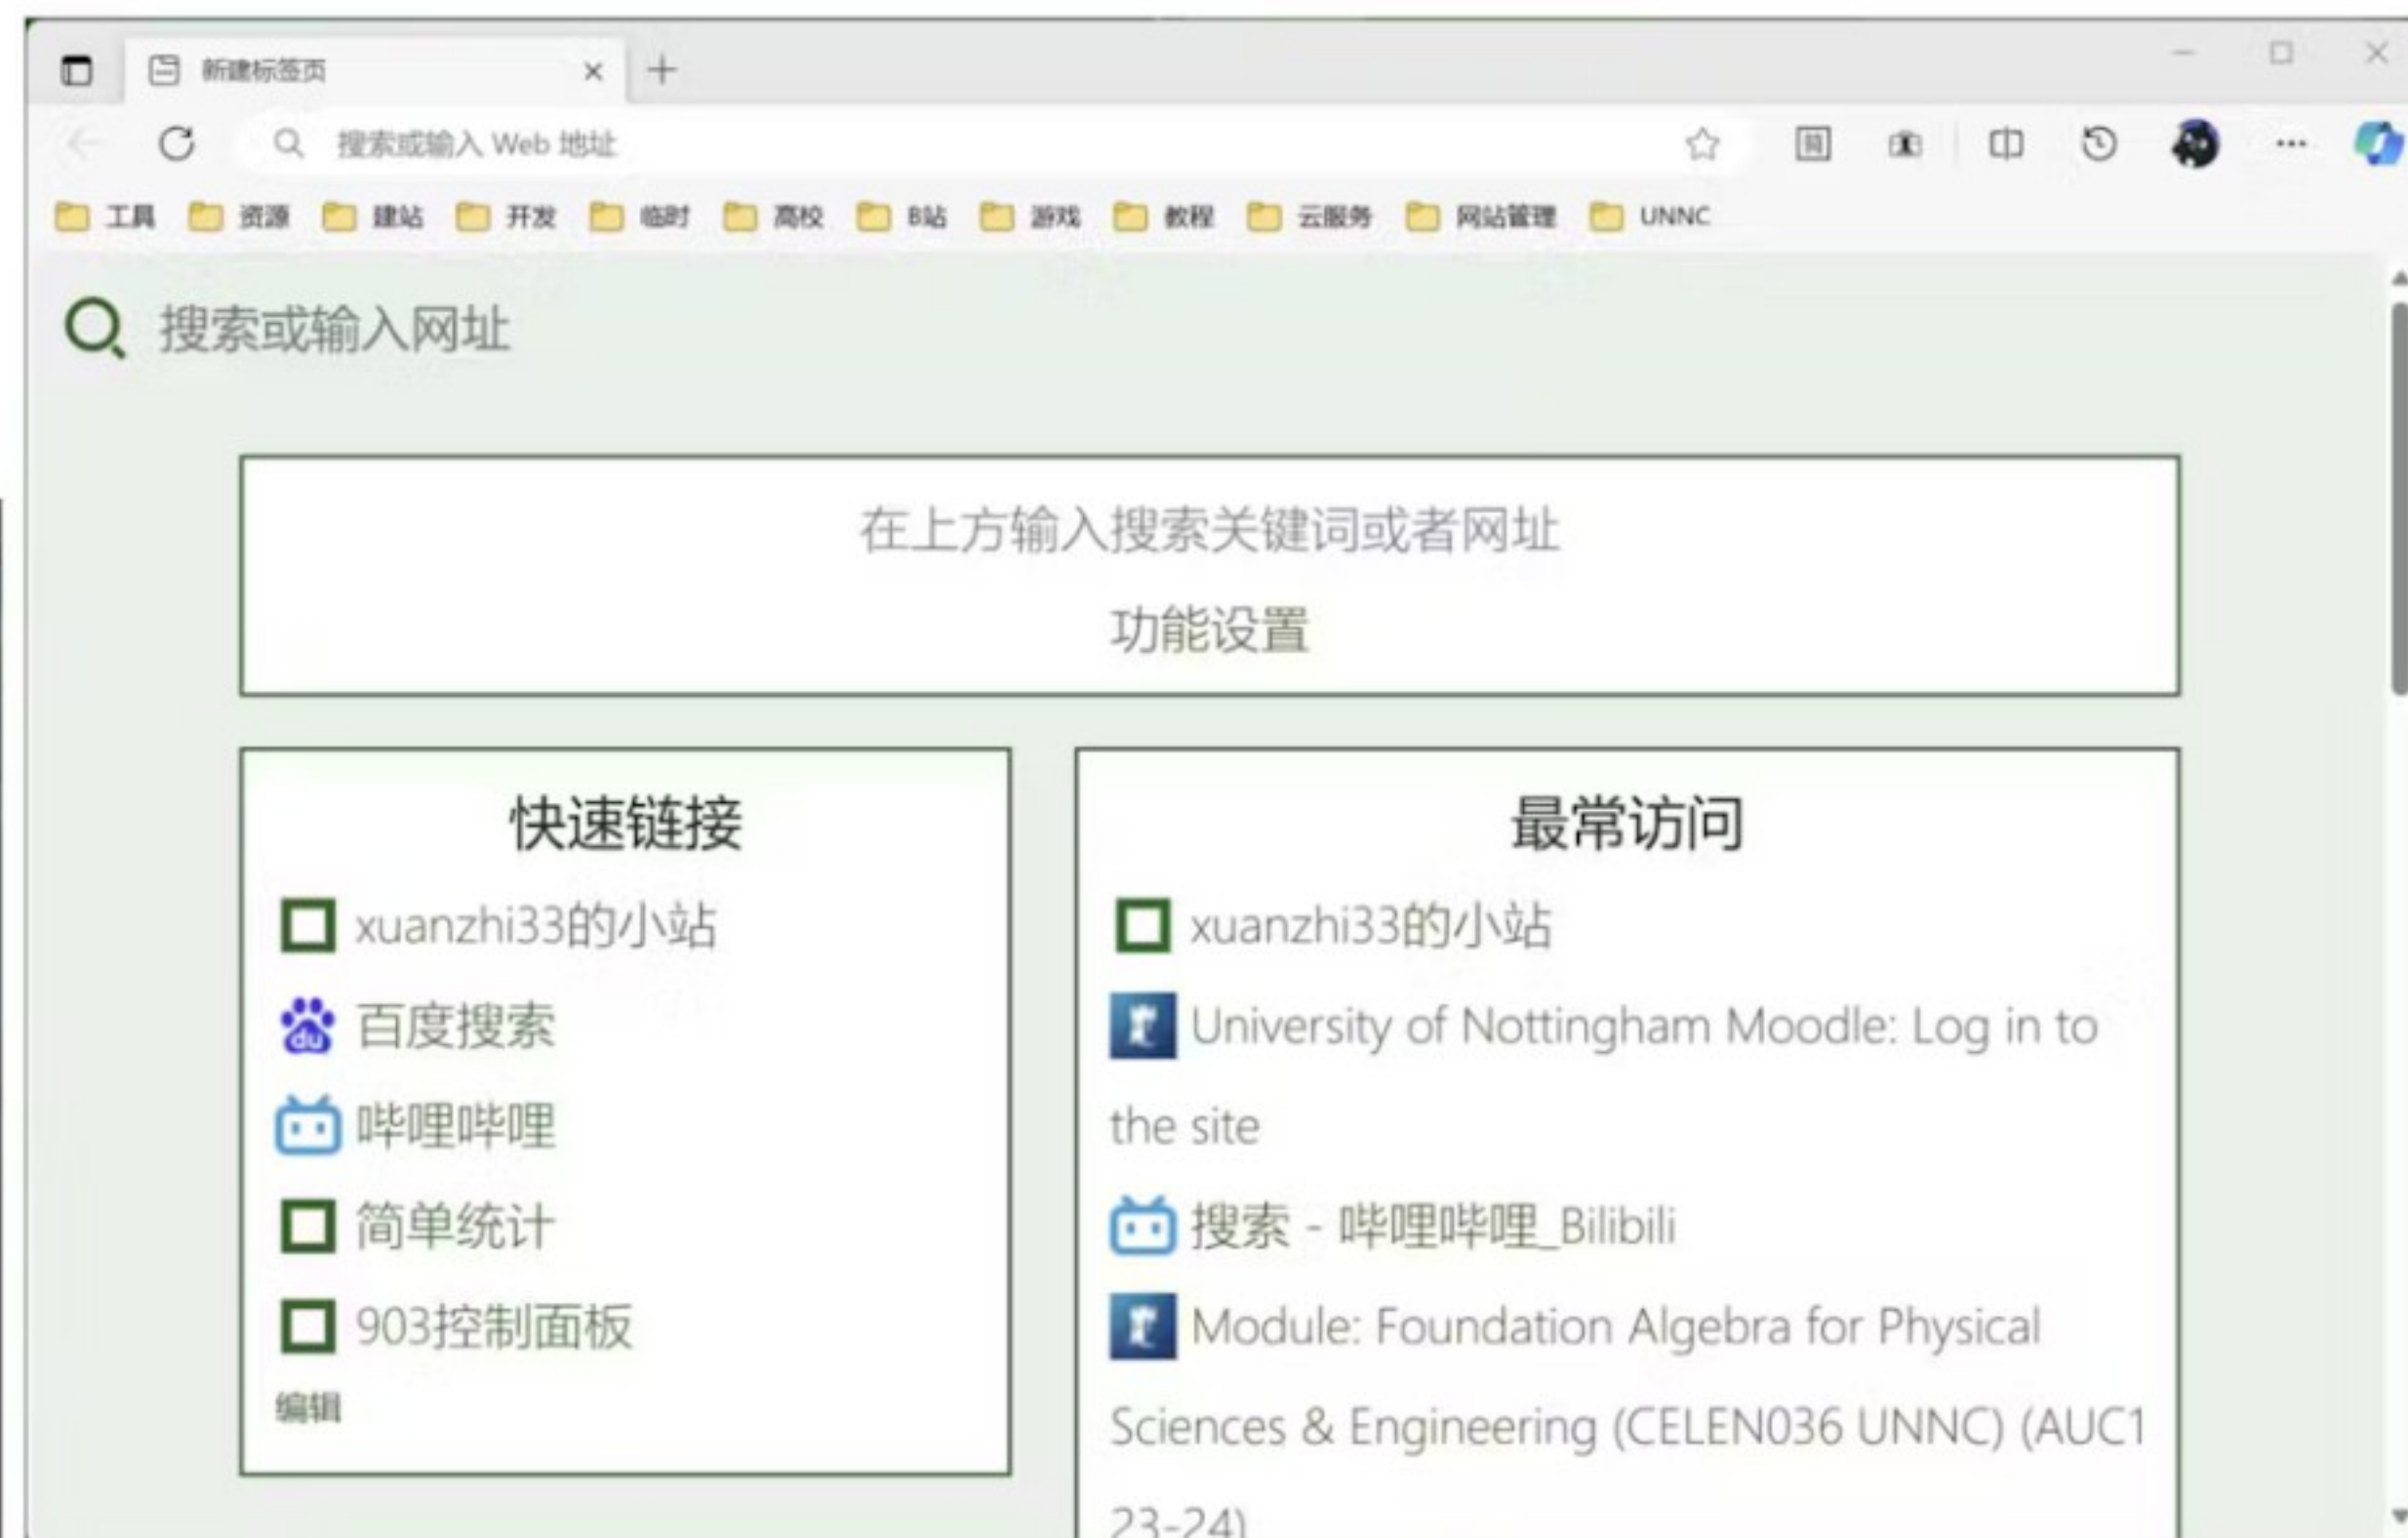 新建标签页
搜索或输入 Web 地址
工具 资源 建站 开发 临时 高校 B站 游戏 教程 云服务 网站管理 UNNC
搜索或输入网址
在上方输入搜索关键词或者网址
功能设置
快速链接
xuanzhi33的小站
du 百度搜索
哔哩哔哩
简单统计
903控制面板
编辑
最常访问
xuanzhi33的小站
University of Nottingham Moodle: Log in to
the site
搜索 - 哔哩哔哩_Bilibili
Module: Foundation Algebra for Physical
Sciences & Engineering (CELEN036 UNNC) (AUC1
23-24)